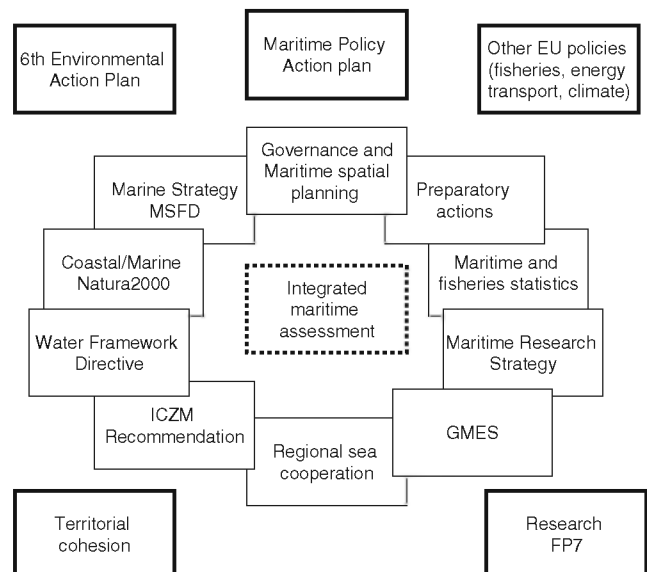 6th Environmental
Action Plan
Maritime Policy
Action plan
Other EU policies
(fisheries, energy
transport, climate)
Governance and
Maritime spatial
planning
Marine Strategy
MSFD
Preparatory
actions
Coastal/Marine
Natura2000
Integrated
maritime
assessment
Maritime and
fisheries statistics
Water Framework
Directive
Maritime Research
Strategy
ICZM
Recommendation
Regional sea
cooperation
GMES
Territorial
cohesion
Research
FP7